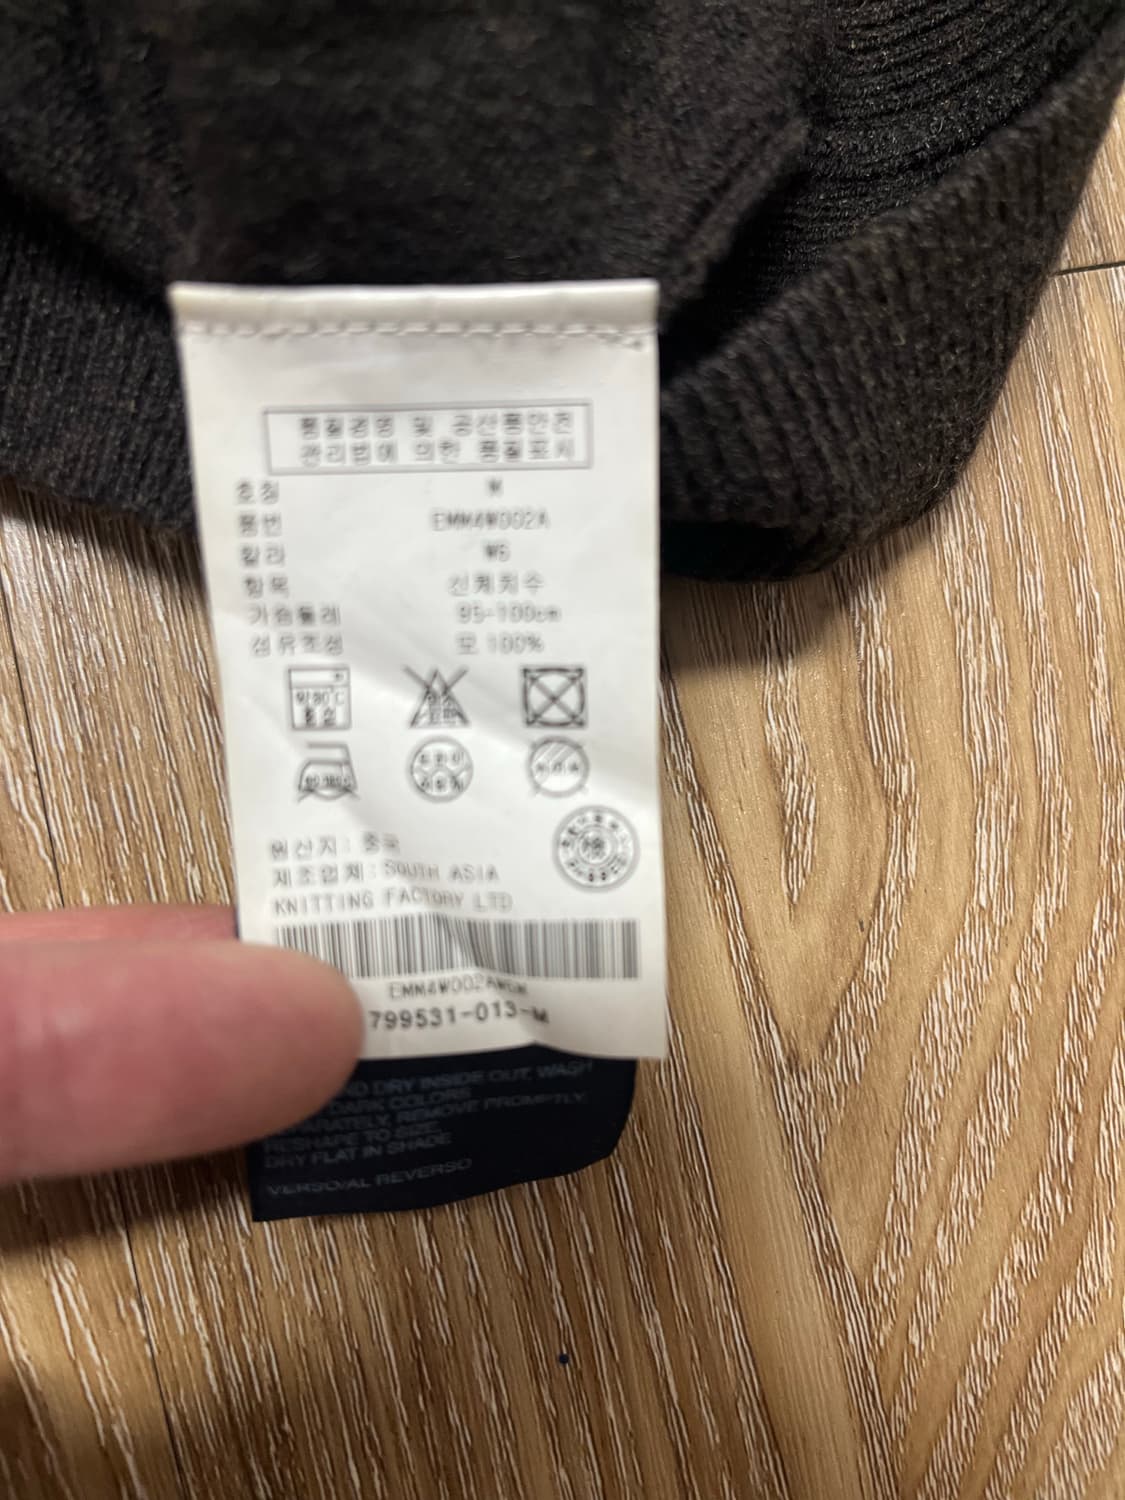 품질경영 및 공산품안전
관리법에 의한 품질표지
호칭 M
품번 EMM4W002A
칼라 W6
항목 신체치수
가슴둘레 95-100cm
섬유조성 모 100%
원산지 : 중국
제조업체 : SOUTH ASIA
KNITTING FACTORY LTD
EMM4W002A
799531-013-M
DRY INSIDE OUT, WASH
DARK COLORS
REMOVE PROMPTLY,
RESHAPE TO SIZE
DRY FLAT IN SHADE
VERSO/AL REVERSO